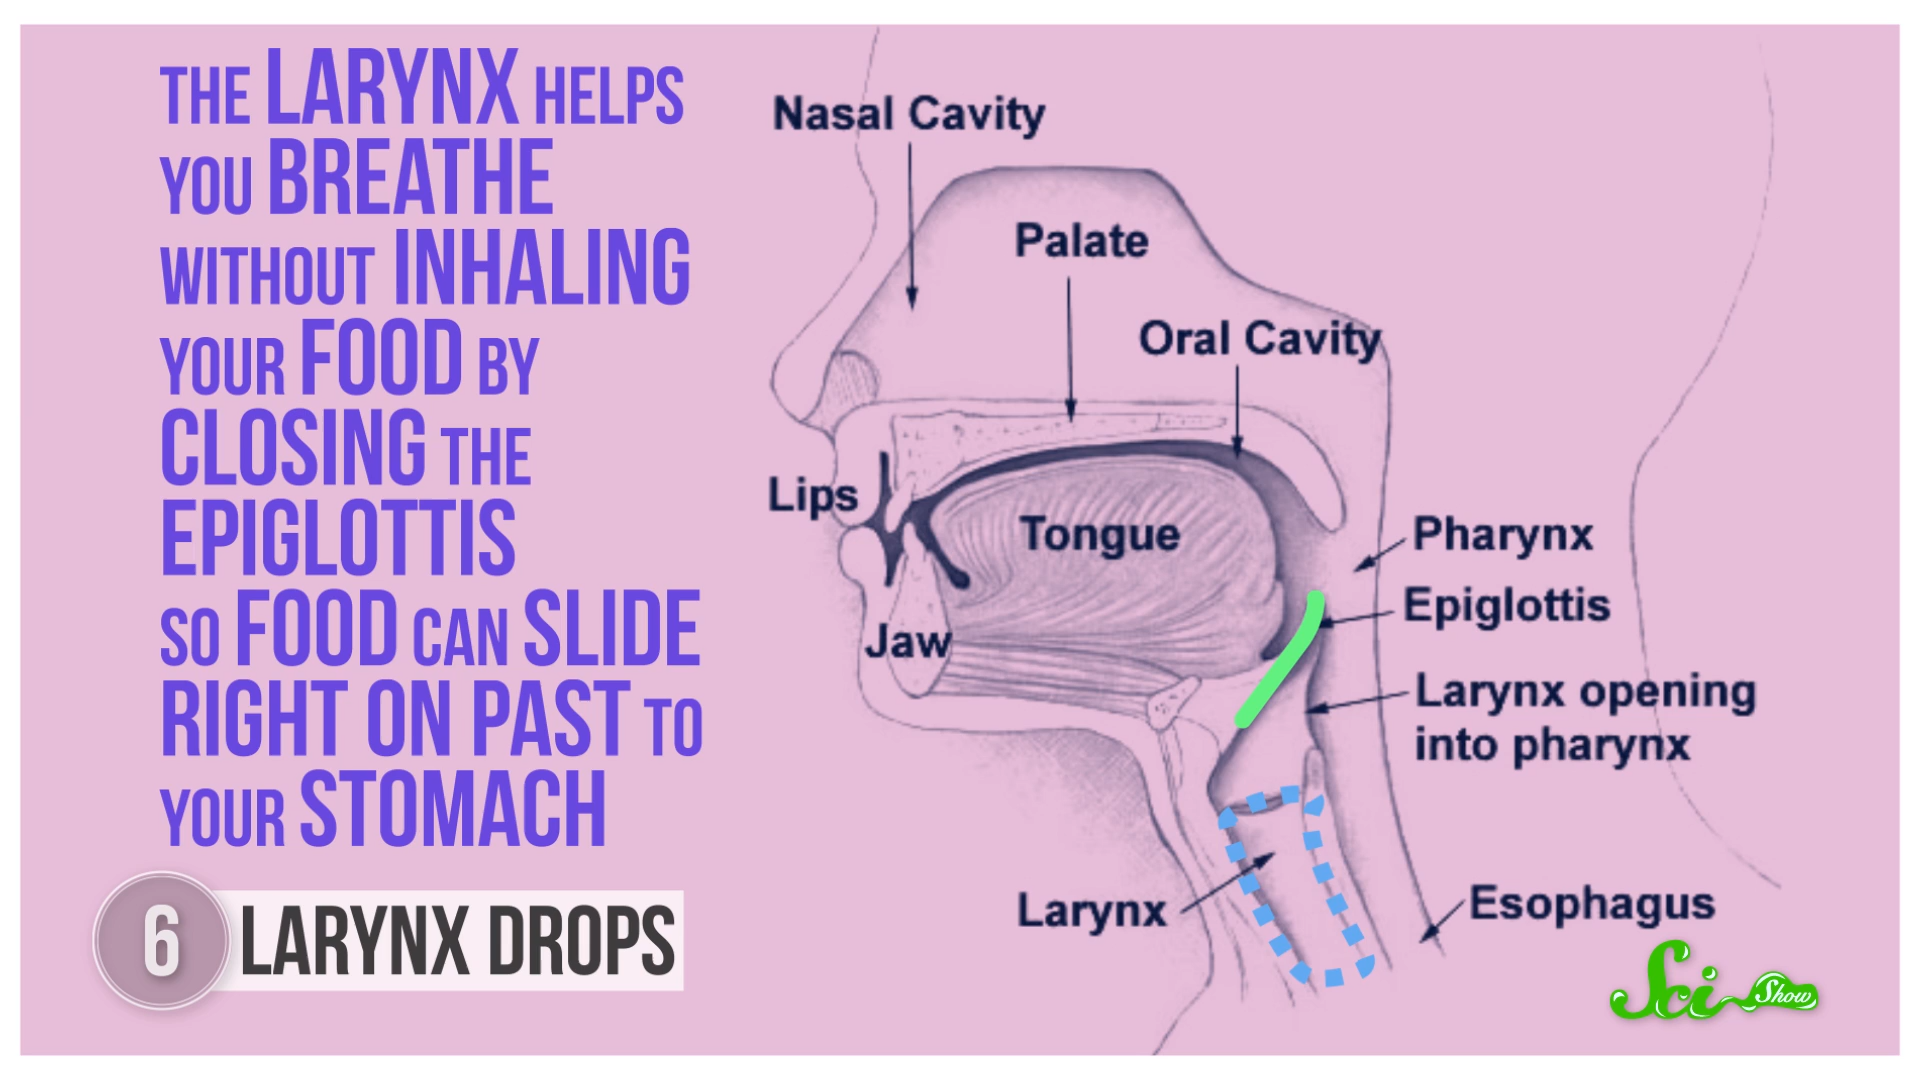 THE LARYNX HELPS
YOU BREATHE
WITHOUT INHALING
YOUR FOOD BY
CLOSING THE
EPIGLOTTIS
SO FOOD CAN SLIDE
RIGHT ON PAST TO
YOUR STOMACH
6 LARYNX DROPS
Nasal Cavity
Palate
Oral Cavity
Lips
Tongue
Pharynx
Epiglottis
Jaw
Larynx opening
into pharynx
Larynx
Esophagus
Sci Show